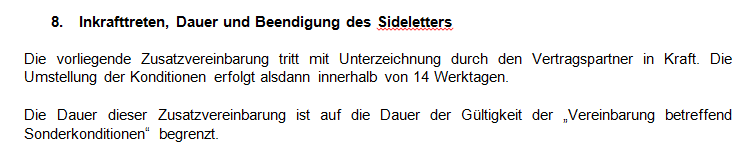 8. Inkrafttreten, Dauer und Beendigung des Sideletters
Die vorliegende Zusatzvereinbarung tritt mit Unterzeichnung durch den Vertragspartner in Kraft. Die
Umstellung der Konditionen erfolgt alsdann innerhalb von 14 Werktagen.
Die Dauer dieser Zusatzvereinbarung ist auf die Dauer der Gültigkeit der „Vereinbarung betreffend
Sonderkonditionen“ begrenzt.